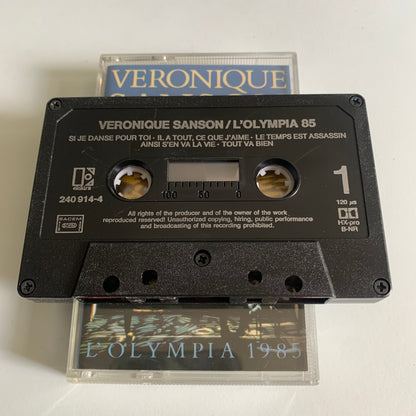 VERONIQUE
VERONIQUE SANSON / L'OLYMPIA 85
SI JE DANSE POUR TOI · IL A TOUT, CE QUE J'AIME · LE TEMPS EST ASSASSIN
AINSI S'EN VA LA VIE · TOUT VA BIEN
elektra
240 914-4
1
120 µs
HX-pro
B-NR
SACEM
100 50 0
All rights of the producer and of the owner of the work
reproduced reserved! Unauthorized copying, hiring, public performance
and broadcasting of this recording prohibited.
L'OLYMPIA 1985